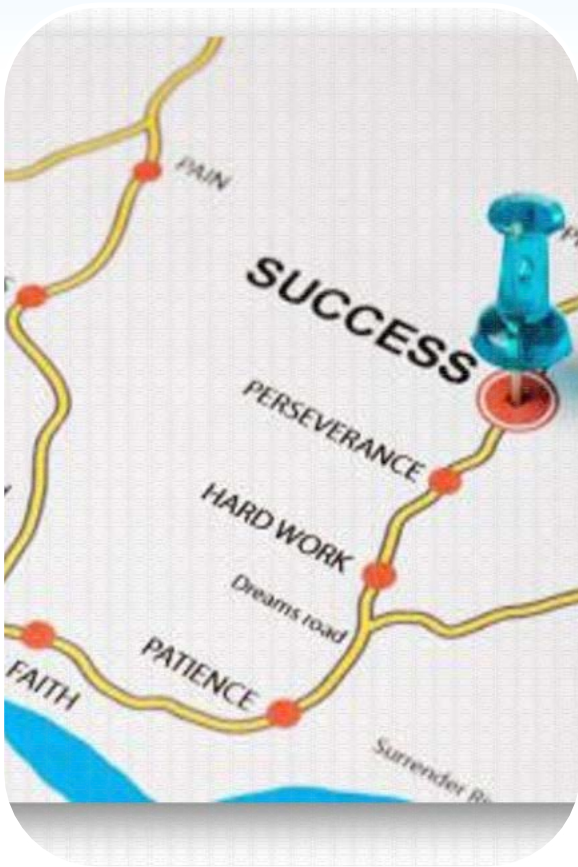 PAIN
SUCCESS
PERSEVERANCE
HARD WORK
Dreams road
PATIENCE
FAITH
Surrender